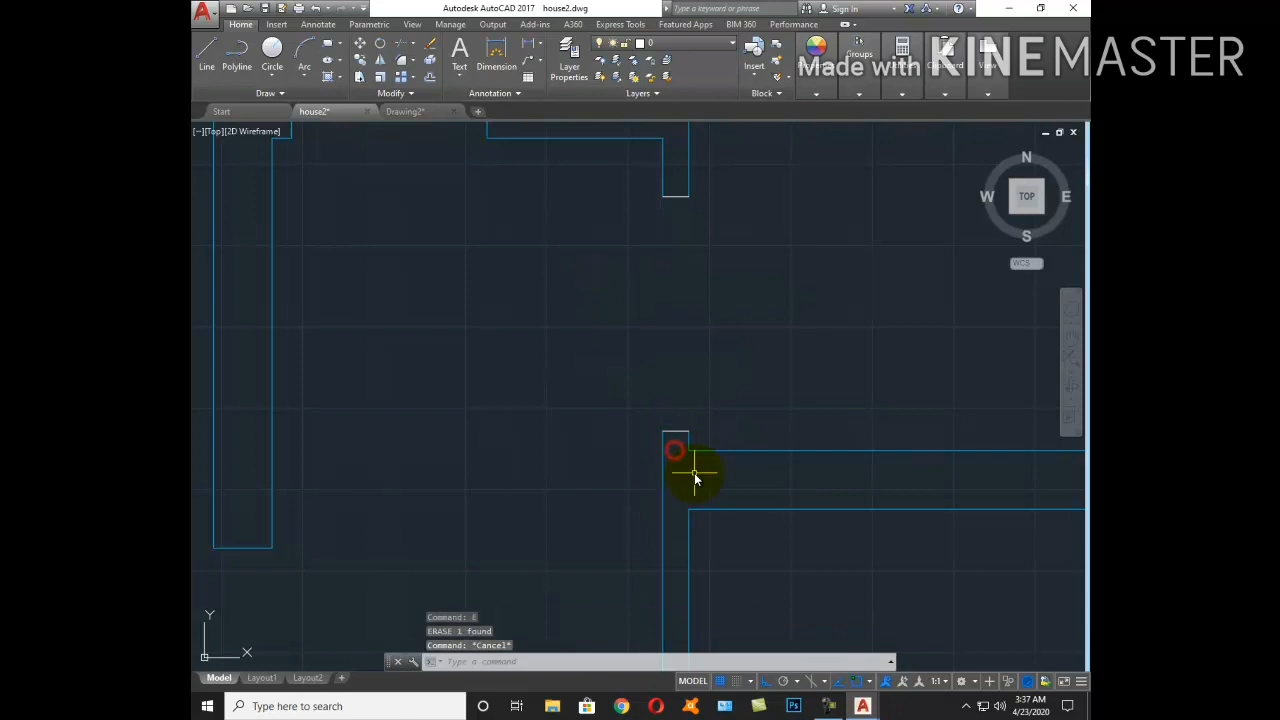 Autodesk AutoCAD 2017 house2.dwg
Type a keyword or phrase
Sign In
Home Insert Annotate Parametric View Manage Output Add-ins A360 Express Tools Featured Apps BIM 360 Performance
0
Line Polyline Circle Arc Text Dimension Layer Properties Insert Groups
Made with KINEMASTER
Draw Modify Annotation Layers Block
Start house2* Drawing2*
[−][Top][2D Wireframe]
N
W TOP E
S
WCS
Y
X
Command: E
ERASE 1 found
Command: *Cancel*
Type a command
Model Layout1 Layout2
MODEL 1:1
Type here to search
3:37 AM
4/23/2020